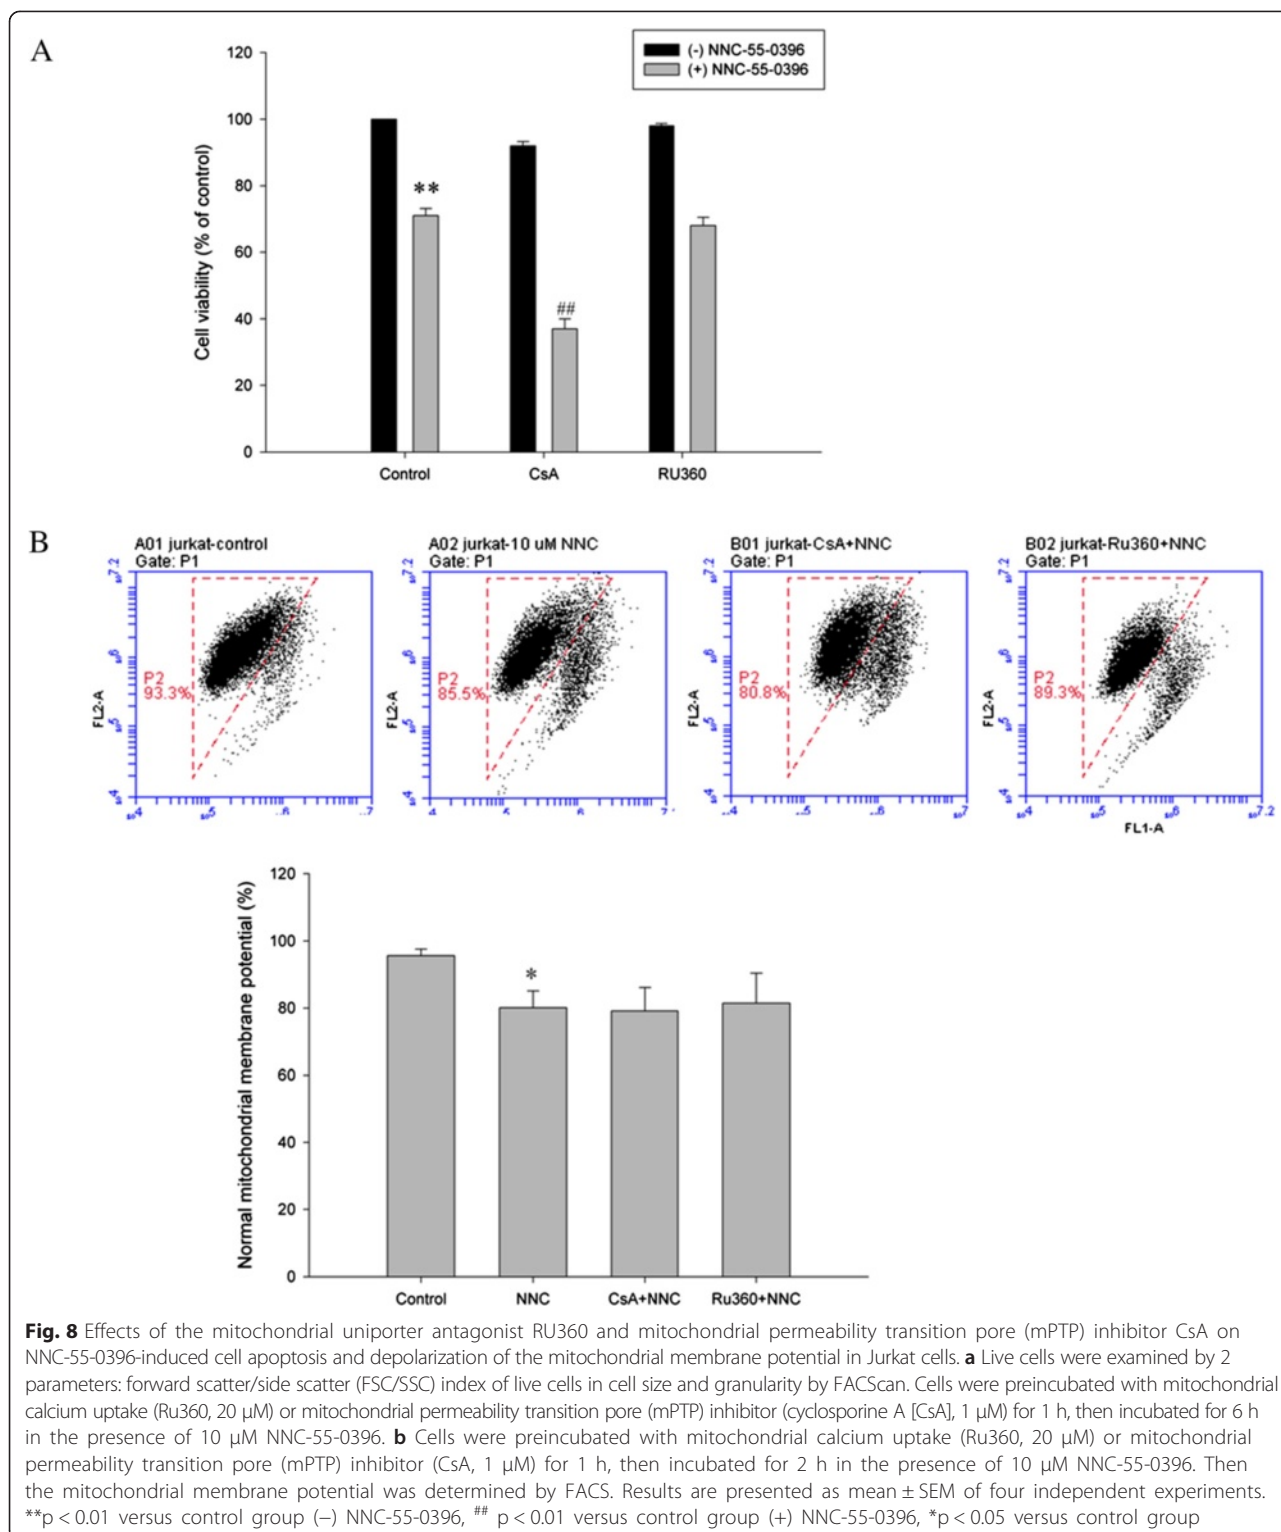 A
(-) NNC-55-0396
(+) NNC-55-0396
Cell viability (% of control)
120
100
80
60
40
20
0
**
##
Control
CsA
RU360
B
A01 jurkat-control
Gate: P1
P2
93.3%
FL2-A
A02 jurkat-10 uM NNC
Gate: P1
P2
85.5%
FL2-A
B01 jurkat-CsA+NNC
Gate: P1
P2
80.8%
FL2-A
B02 jurkat-Ru360+NNC
Gate: P1
P2
89.3%
FL2-A
FL1-A
Normal mitochondrial membrane potential (%)
120
100
80
60
40
20
0
*
Control
NNC
CsA+NNC
Ru360+NNC
Fig. 8 Effects of the mitochondrial uniporter antagonist RU360 and mitochondrial permeability transition pore (mPTP) inhibitor CsA on
NNC-55-0396-induced cell apoptosis and depolarization of the mitochondrial membrane potential in Jurkat cells. a Live cells were examined by 2
parameters: forward scatter/side scatter (FSC/SSC) index of live cells in cell size and granularity by FACScan. Cells were preincubated with mitochondrial
calcium uptake (Ru360, 20 μM) or mitochondrial permeability transition pore (mPTP) inhibitor (cyclosporine A [CsA], 1 μM) for 1 h, then incubated for 6 h
in the presence of 10 μM NNC-55-0396. b Cells were preincubated with mitochondrial calcium uptake (Ru360, 20 μM) or mitochondrial
permeability transition pore (mPTP) inhibitor (CsA, 1 μM) for 1 h, then incubated for 2 h in the presence of 10 μM NNC-55-0396. Then
the mitochondrial membrane potential was determined by FACS. Results are presented as mean ± SEM of four independent experiments.
**p < 0.01 versus control group (−) NNC-55-0396, ## p < 0.01 versus control group (+) NNC-55-0396, *p < 0.05 versus control group